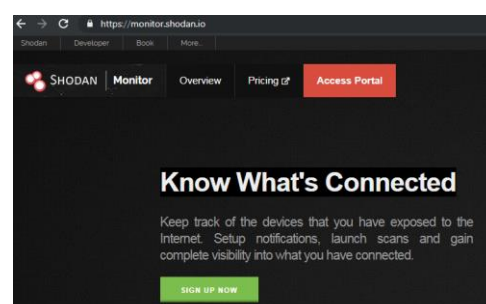 https://monitor.shodan.io
Shodan Developer Book More..
SHODAN Monitor Overview Pricing Access Portal
Know What's Connected
Keep track of the devices that you have exposed to the
Internet. Setup notifications, launch scans and gain
complete visibility into what you have connected.
SIGN UP NOW